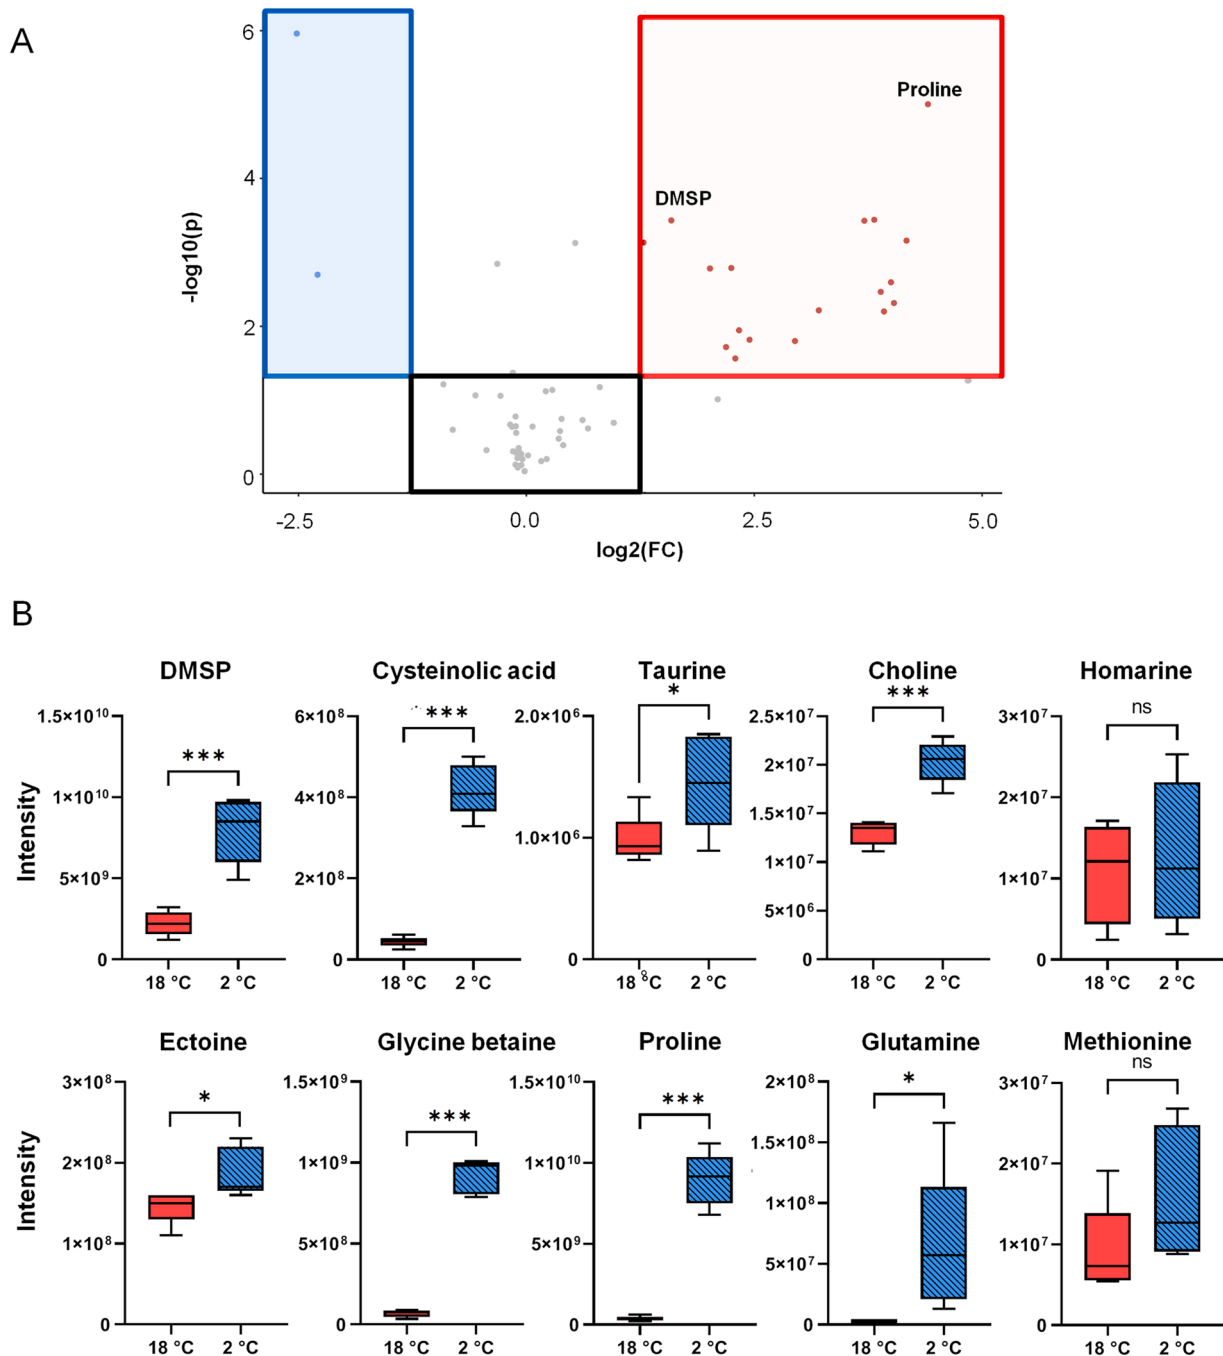 A
6
4
2
0
-log10(p)
Proline
DMSP
-2.5 0.0 2.5 5.0
log2(FC)
B
DMSP Cysteinolic acid Taurine Choline Homarine
Intensity
1.5×10¹⁰
1×10¹⁰
5×10⁹
0
***
18 °C 2 °C
6×10⁸
4×10⁸
2×10⁸
0
***
18 °C 2 °C
2.0×10⁶
1.0×10⁶
0
*
18 °C 2 °C
2.5×10⁷
2×10⁷
1.5×10⁷
1×10⁷
5×10⁶
0
***
18 °C 2 °C
3×10⁷
2×10⁷
1×10⁷
0
ns
18 °C 2 °C
Ectoine Glycine betaine Proline Glutamine Methionine
Intensity
3×10⁸
2×10⁸
1×10⁸
0
*
18 °C 2 °C
1.5×10⁹
1×10⁹
5×10⁸
0
***
18 °C 2 °C
1.5×10¹⁰
1×10¹⁰
5×10⁹
0
***
18 °C 2 °C
2×10⁸
1.5×10⁸
1×10⁸
5×10⁷
0
*
18 °C 2 °C
3×10⁷
2×10⁷
1×10⁷
0
ns
18 °C 2 °C